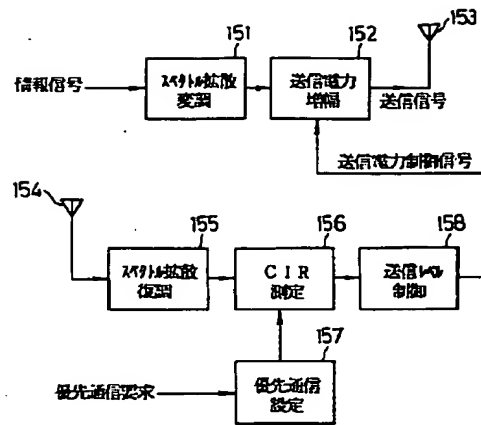 151
152
153
情報信号
スペクトル拡散
変調
送信電力
増幅
送信信号
送信電力制御信号
154
155
156
158
スペクトル拡散
復調
CIR
測定
送信レベル
制御
157
優先通信要求
優先通信
設定